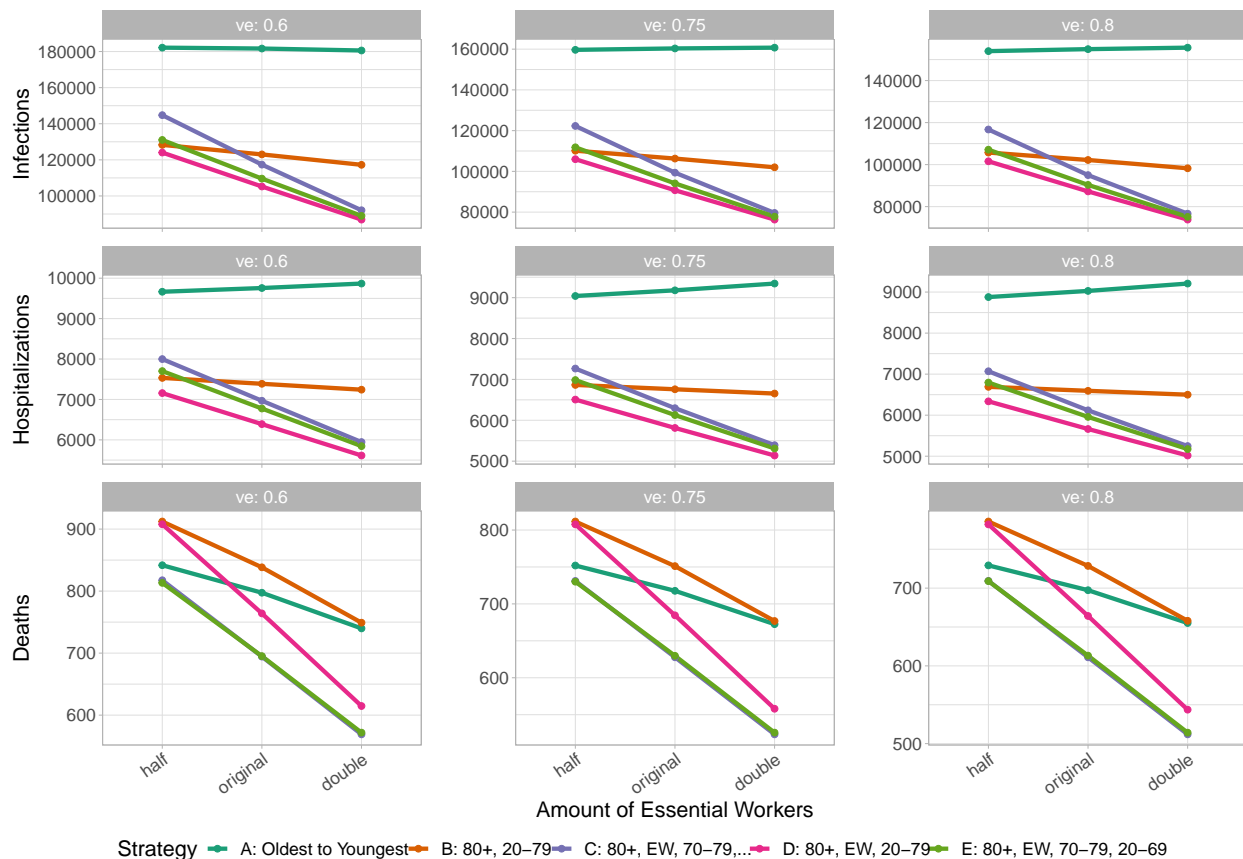 ve: 0.6
ve: 0.75
ve: 0.8
Infections
180000
160000
140000
120000
100000
160000
140000
120000
100000
80000
140000
120000
100000
80000
ve: 0.6
ve: 0.75
ve: 0.8
Hospitalizations
10000
9000
8000
7000
6000
9000
8000
7000
6000
5000
9000
8000
7000
6000
5000
ve: 0.6
ve: 0.75
ve: 0.8
Deaths
900
800
700
600
800
700
600
700
600
500
half original double
half original double
half original double
Amount of Essential Workers
Strategy A: Oldest to Youngest B: 80+, 20−79 C: 80+, EW, 70−79,... D: 80+, EW, 20−79 E: 80+, EW, 70−79, 20−69